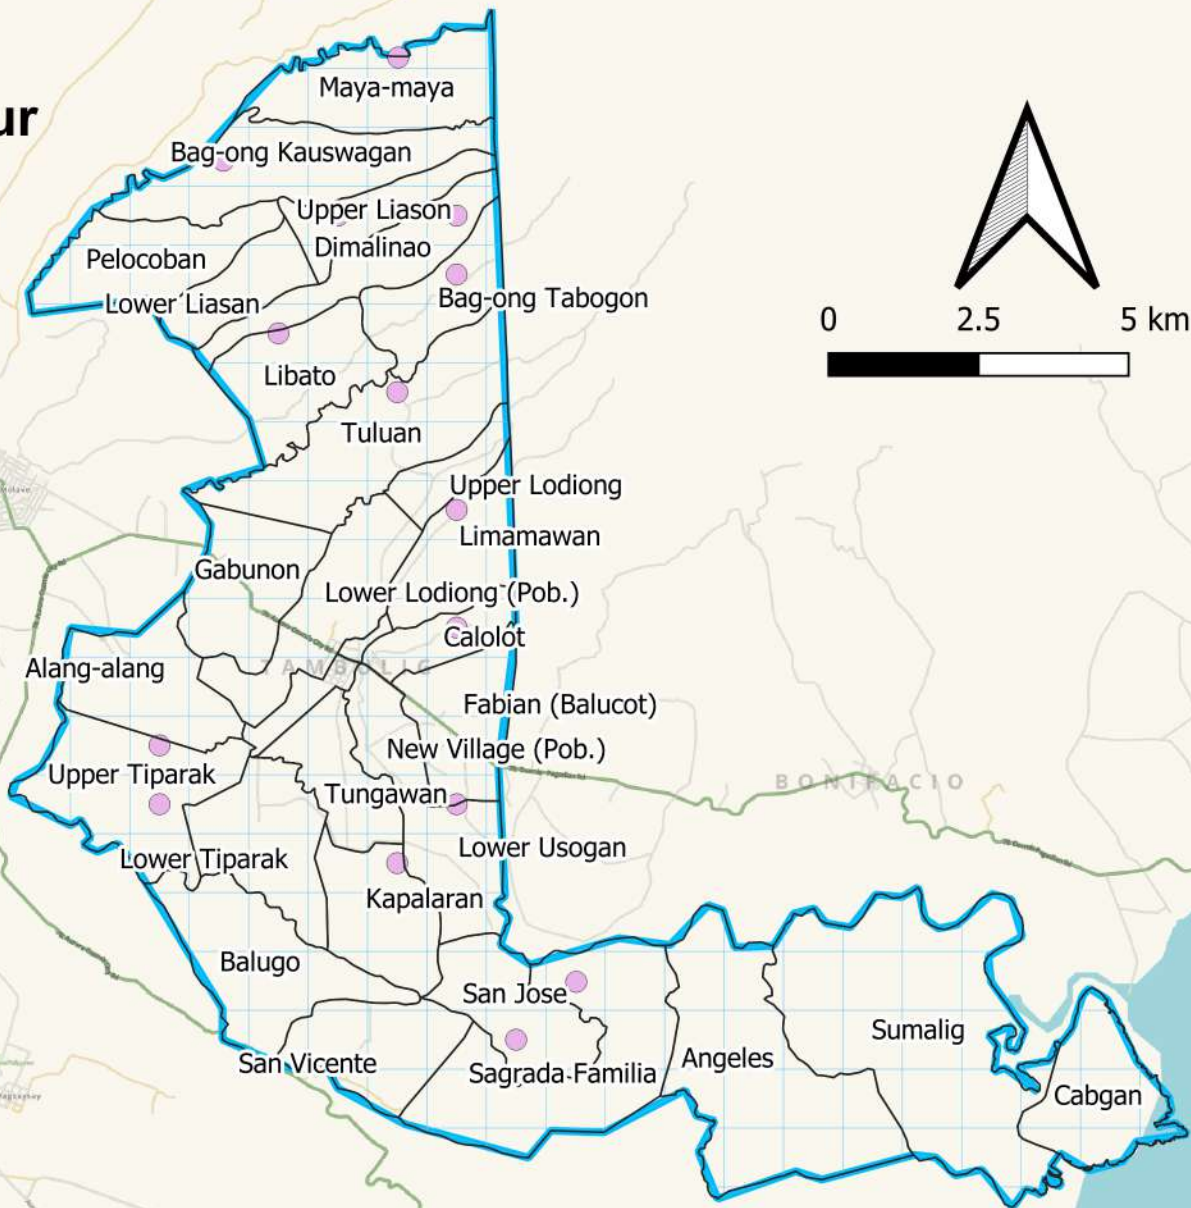 ur
Maya-maya
Bag-ong Kauswagan
Upper Liason
Dimalinao
Pelocoban
Lower Liasan
Bag-ong Tabogon
0 2.5 5 km
Libato
Tuluan
Upper Lodiong
Limamawan
Gabunon
Lower Lodiong (Pob.)
Calolot
TAMBULIG
Alang-alang
Fabian (Balucot)
New Village (Pob.)
Upper Tiparak
Tungawan
BONIFACIO
Lower Usogan
Lower Tiparak
Kapalaran
Balugo
San Jose
Sumalig
San Vicente
Sagrada Familia
Angeles
Cabgan